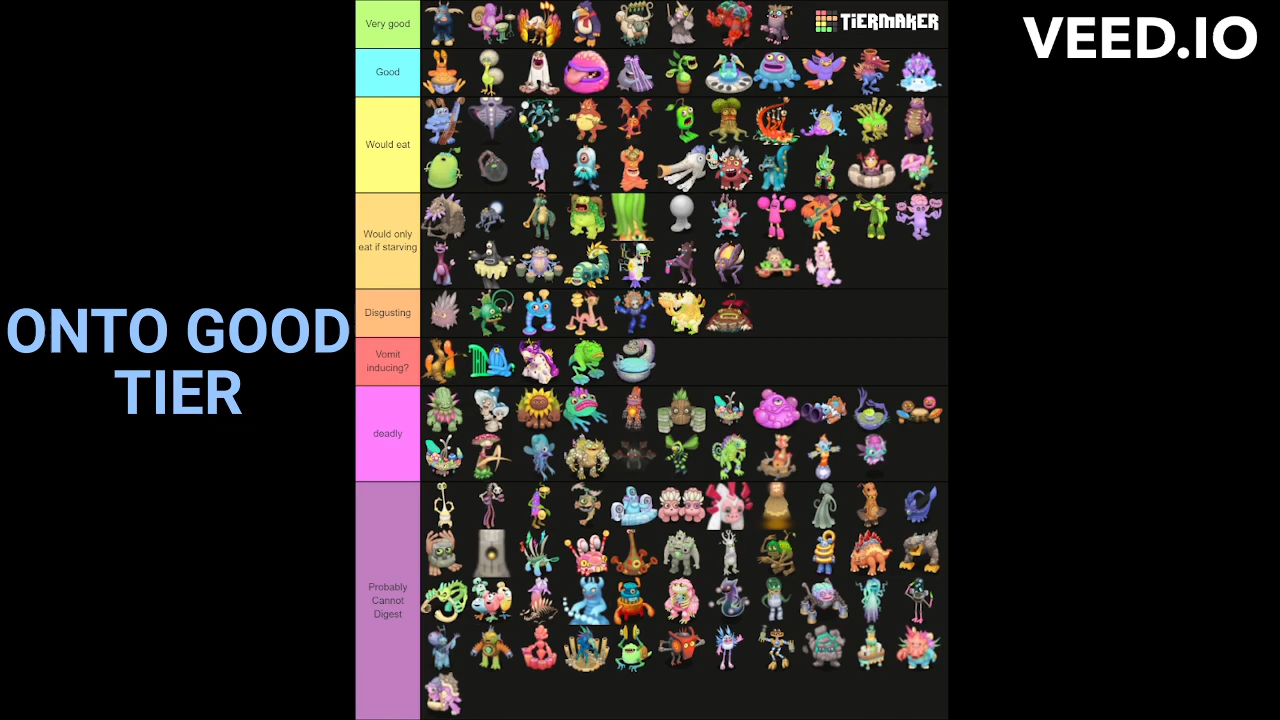 Very good
TiERMAKER
VEED.IO
Good
Would eat
Would only
eat if starving
ONTO GOOD
TIER
Disgusting
Vomit
inducing?
deadly
Probably
Cannot
Digest